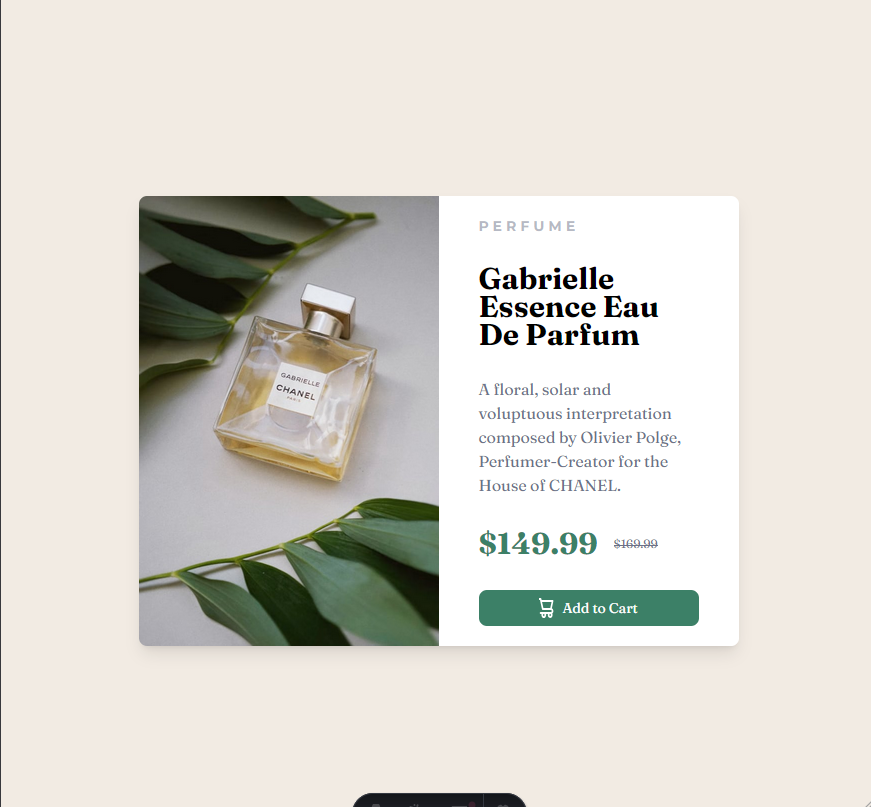 GABRIELLE
CHANEL
PARIS
PERFUME
Gabrielle
Essence Eau
De Parfum
A floral, solar and
voluptuous interpretation
composed by Olivier Polge,
Perfumer-Creator for the
House of CHANEL.
$149.99 $169.99
Add to Cart